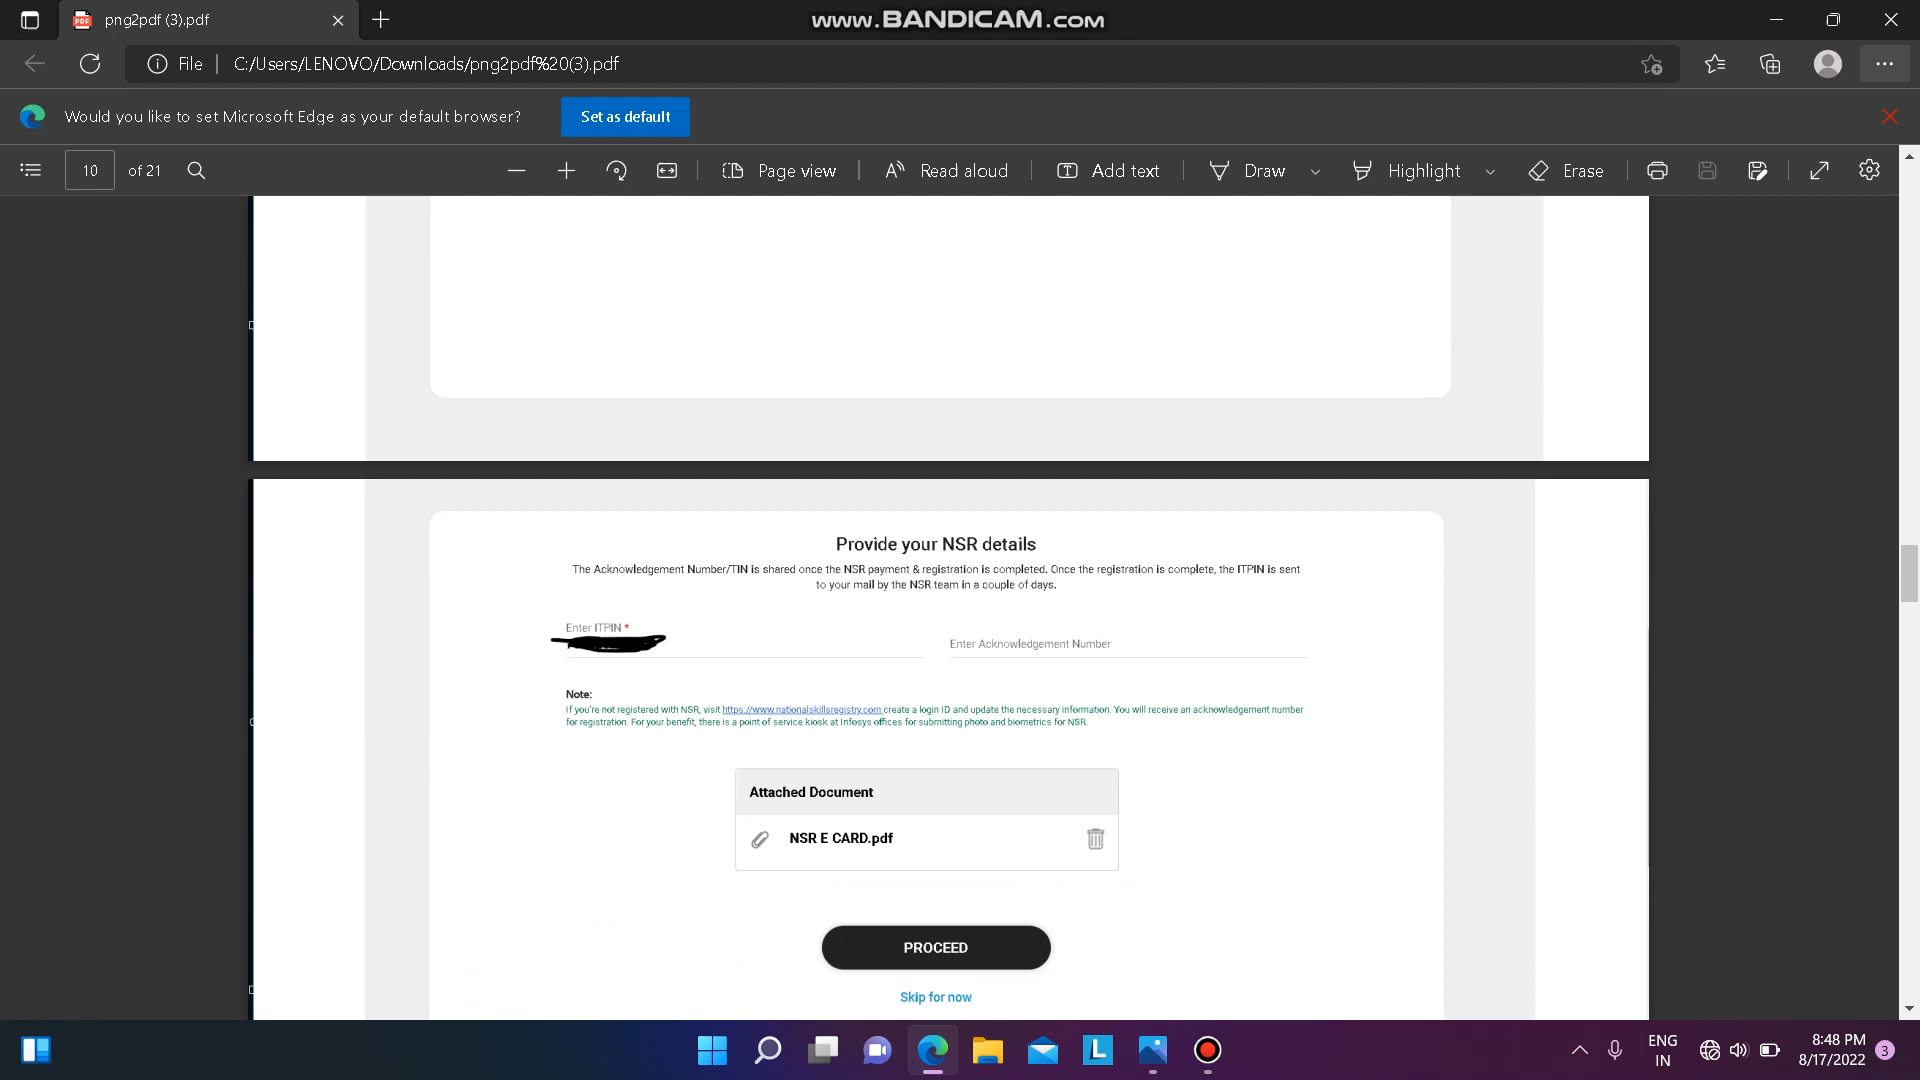 png2pdf (3).pdf
www.BANDICAM.com
File
C:/Users/LENOVO/Downloads/png2pdf%20(3).pdf
Would you like to set Microsoft Edge as your default browser?
Set as default
10
of 21
Page view
Read aloud
Add text
Draw
Highlight
Erase
Provide your NSR details
The Acknowledgement Number/TIN is shared once the NSR payment & registration is completed. Once the registration is complete, the ITPIN is sent
to your mail by the NSR team in a couple of days.
Enter ITPIN *
Enter Acknowledgement Number
Note:
If you're not registered with NSR, visit https://www.nationalskillsregistry.com create a login ID and update the necessary information. You will receive an acknowledgement number
for registration. For your benefit, there is a point of service kiosk at Infosys offices for submitting photo and biometrics for NSR.
Attached Document
NSR E CARD.pdf
PROCEED
Skip for now
ENG
IN
8:48 PM
8/17/2022
3